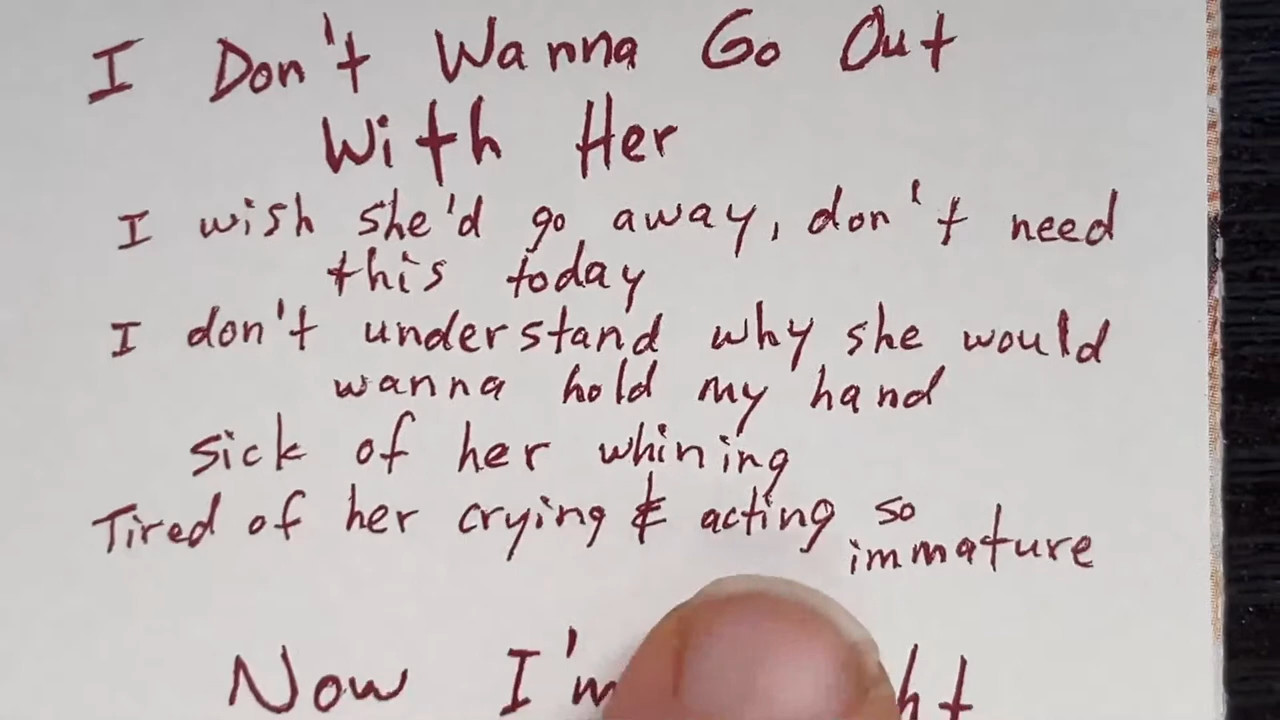 I Don't Wanna Go Out
With Her
I wish she'd go away, don't need
this today
I don't understand why she would
wanna hold my hand
sick of her whining
Tired of her crying & acting so
immature
Now I'm